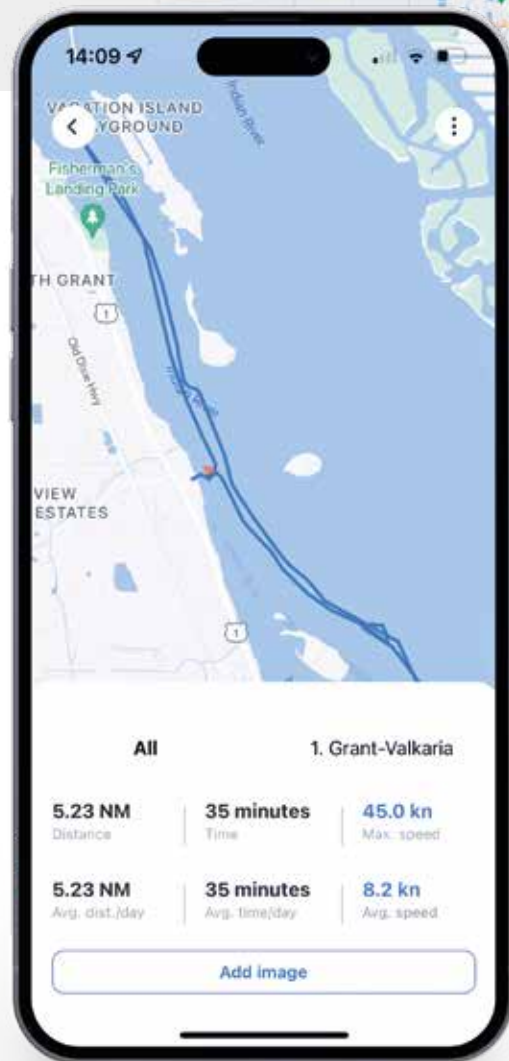 14:09
VACATION ISLAND
YGROUND
Indian River
Fisherman's
Landing Park
TH GRANT
1
Old Dixie Hwy
VIEW
ESTATES
1
All
1. Grant-Valkaria
5.23 NM
35 minutes
45.0 kn
Distance
Time
Max. speed
5.23 NM
35 minutes
8.2 kn
Avg. dist./day
Avg. time/day
Avg. speed
Add image